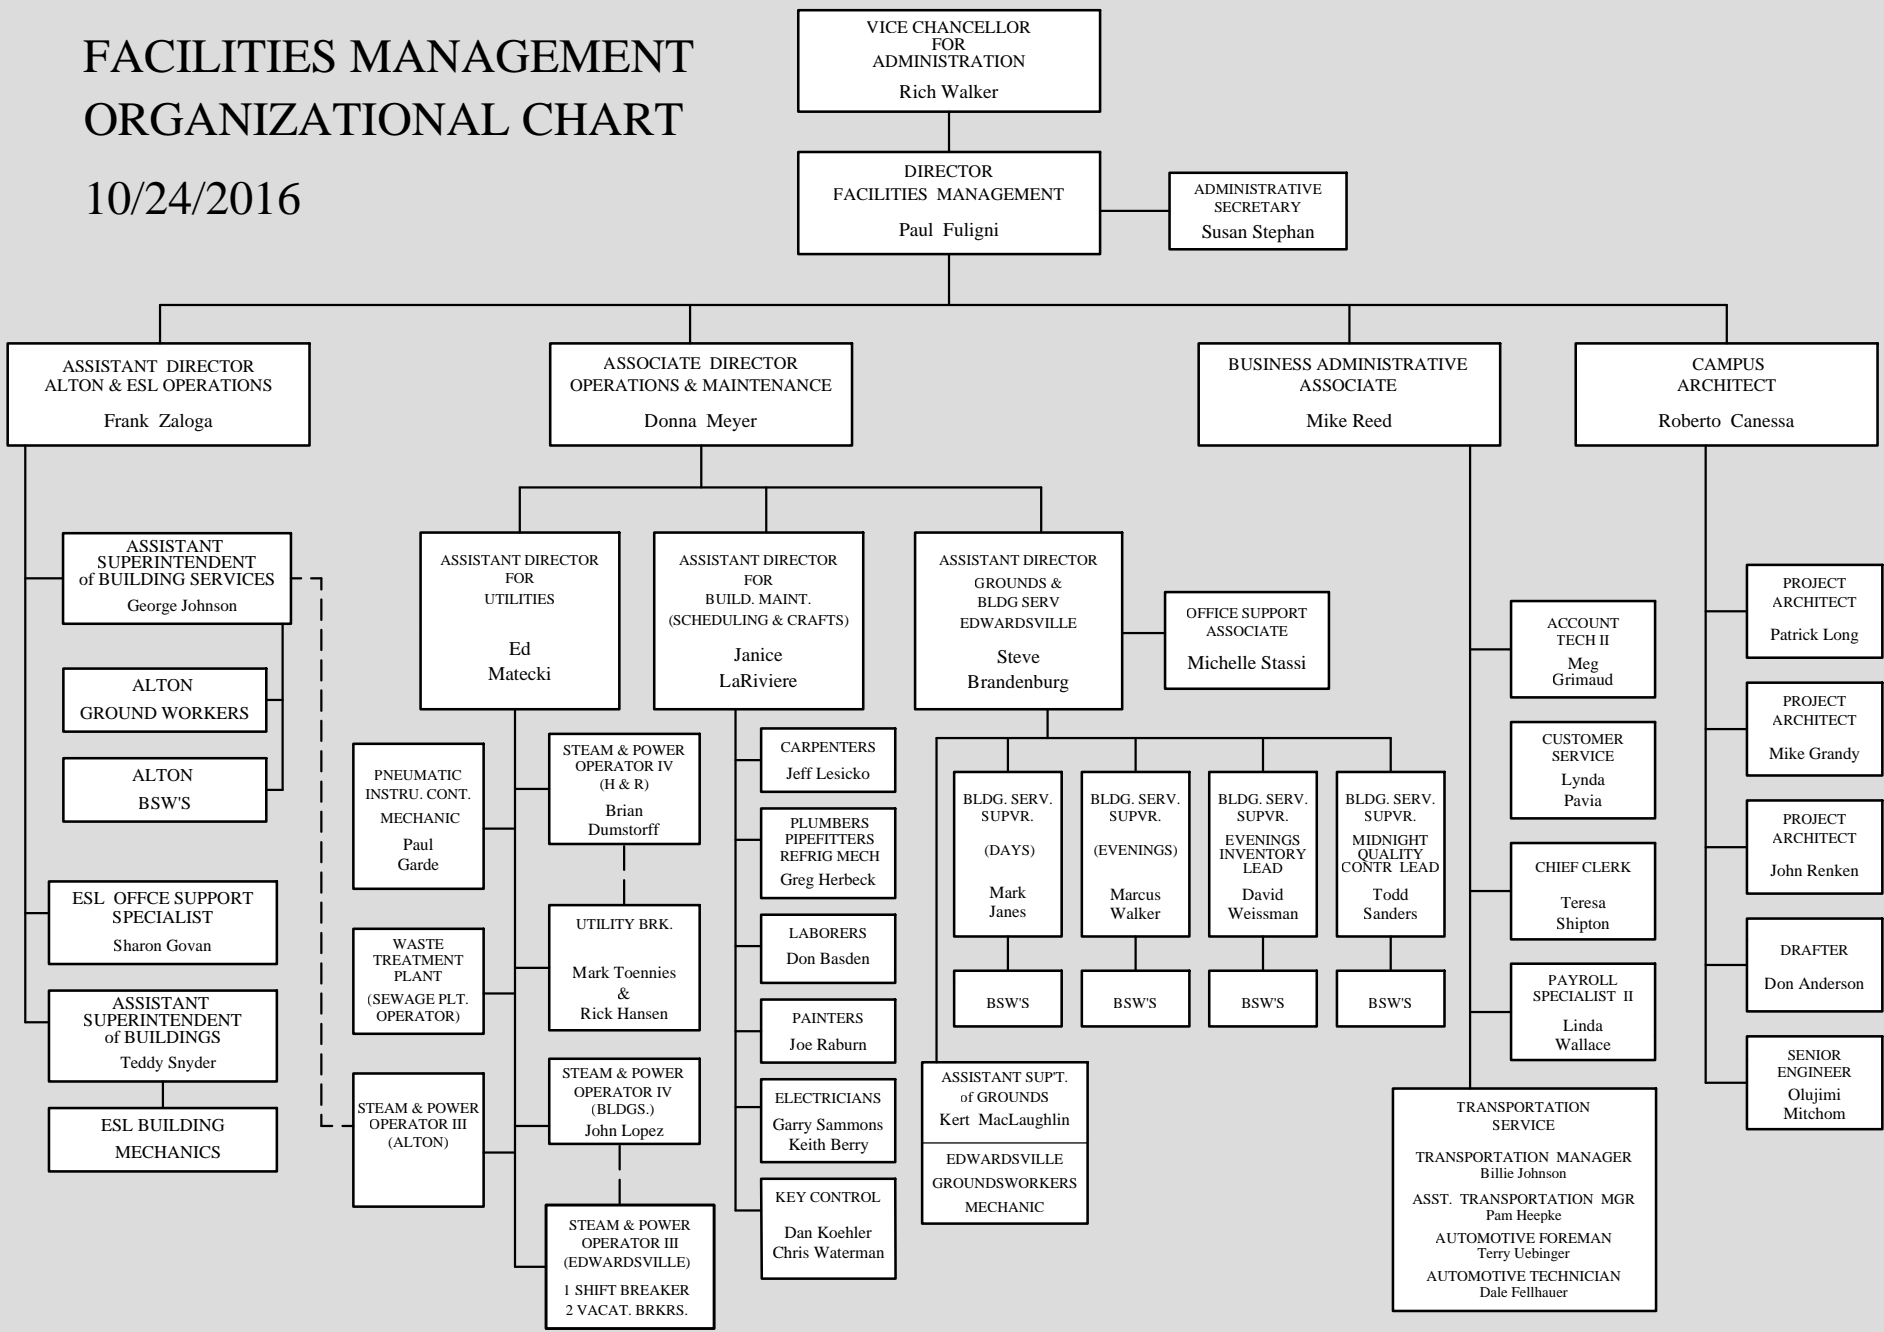 FACILITIES MANAGEMENT
ORGANIZATIONAL CHART
10/24/2016
VICE CHANCELLOR
FOR
ADMINISTRATION
Rich Walker
DIRECTOR
FACILITIES MANAGEMENT
Paul Fuligni
ADMINISTRATIVE
SECRETARY
Susan Stephan
ASSISTANT DIRECTOR
ALTON & ESL OPERATIONS
Frank Zaloga
ASSOCIATE DIRECTOR
OPERATIONS & MAINTENANCE
Donna Meyer
BUSINESS ADMINISTRATIVE
ASSOCIATE
Mike Reed
CAMPUS
ARCHITECT
Roberto Canessa
ASSISTANT
SUPERINTENDENT
of BUILDING SERVICES
George Johnson
ALTON
GROUND WORKERS
ALTON
BSW'S
ESL OFFCE SUPPORT
SPECIALIST
Sharon Govan
ASSISTANT
SUPERINTENDENT
of BUILDINGS
Teddy Snyder
ESL BUILDING
MECHANICS
ASSISTANT DIRECTOR
FOR
UTILITIES
Ed
Matecki
PNEUMATIC
INSTRU. CONT.
MECHANIC
Paul
Garde
WASTE
TREATMENT
PLANT
(SEWAGE PLT.
OPERATOR)
STEAM & POWER
OPERATOR III
(ALTON)
STEAM & POWER
OPERATOR IV
(H & R)
Brian
Dumstorff
UTILITY BRK.
Mark Toennies
&
Rick Hansen
STEAM & POWER
OPERATOR IV
(BLDGS.)
John Lopez
STEAM & POWER
OPERATOR III
(EDWARDSVILLE)
1 SHIFT BREAKER
2 VACAT. BRKRS.
ASSISTANT DIRECTOR
FOR
BUILD. MAINT.
(SCHEDULING & CRAFTS)
Janice
LaRiviere
CARPENTERS
Jeff Lesicko
PLUMBERS
PIPEFITTERS
REFRIG MECH
Greg Herbeck
LABORERS
Don Basden
PAINTERS
Joe Raburn
ELECTRICIANS
Garry Sammons
Keith Berry
KEY CONTROL
Dan Koehler
Chris Waterman
ASSISTANT DIRECTOR
GROUNDS &
BLDG SERV
EDWARDSVILLE
Steve
Brandenburg
OFFICE SUPPORT
ASSOCIATE
Michelle Stassi
BLDG. SERV.
SUPVR.
(DAYS)
Mark
Janes
BSW'S
BLDG. SERV.
SUPVR.
(EVENINGS)
Marcus
Walker
BSW'S
BLDG. SERV.
SUPVR.
EVENINGS
INVENTORY
LEAD
David
Weissman
BSW'S
BLDG. SERV.
SUPVR.
MIDNIGHT
QUALITY
CONTR LEAD
Todd
Sanders
BSW'S
ASSISTANT SUP'T.
of GROUNDS
Kert MacLaughlin
EDWARDSVILLE
GROUNDSWORKERS
MECHANIC
ACCOUNT
TECH II
Meg
Grimaud
CUSTOMER
SERVICE
Lynda
Pavia
CHIEF CLERK
Teresa
Shipton
PAYROLL
SPECIALIST II
Linda
Wallace
TRANSPORTATION
SERVICE
TRANSPORTATION MANAGER
Billie Johnson
ASST. TRANSPORTATION MGR
Pam Heepke
AUTOMOTIVE FOREMAN
Terry Uebinger
AUTOMOTIVE TECHNICIAN
Dale Fellhauer
PROJECT
ARCHITECT
Patrick Long
PROJECT
ARCHITECT
Mike Grandy
PROJECT
ARCHITECT
John Renken
DRAFTER
Don Anderson
SENIOR
ENGINEER
Olujimi
Mitchom